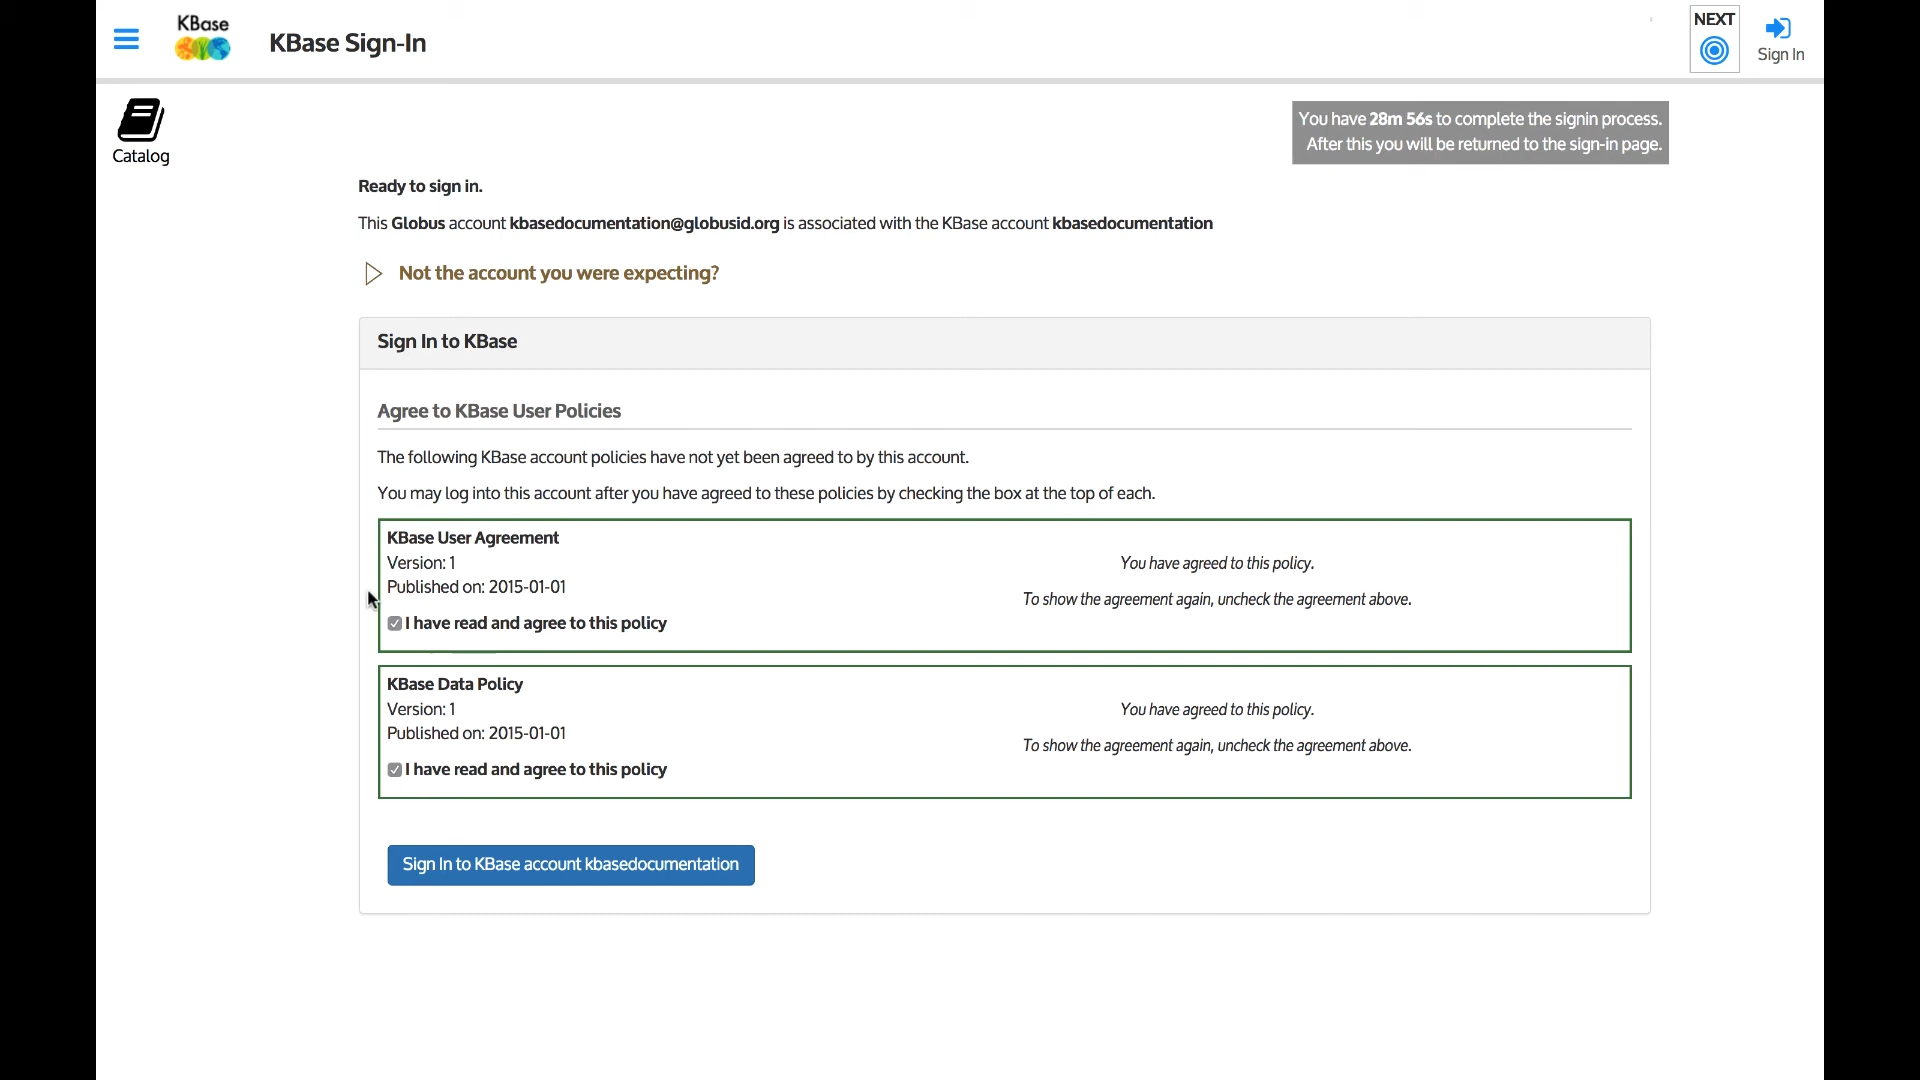 KBase
KBase Sign-In
NEXT
Sign In
Catalog
You have 28m 56s to complete the signin process.
After this you will be returned to the sign-in page.
Ready to sign in.
This Globus account kbasedocumentation@globusid.org is associated with the KBase account kbasedocumentation
Not the account you were expecting?
Sign In to KBase
Agree to KBase User Policies
The following KBase account policies have not yet been agreed to by this account.
You may log into this account after you have agreed to these policies by checking the box at the top of each.
KBase User Agreement
Version: 1
Published on: 2015-01-01
I have read and agree to this policy
You have agreed to this policy.
To show the agreement again, uncheck the agreement above.
KBase Data Policy
Version: 1
Published on: 2015-01-01
I have read and agree to this policy
You have agreed to this policy.
To show the agreement again, uncheck the agreement above.
Sign In to KBase account kbasedocumentation